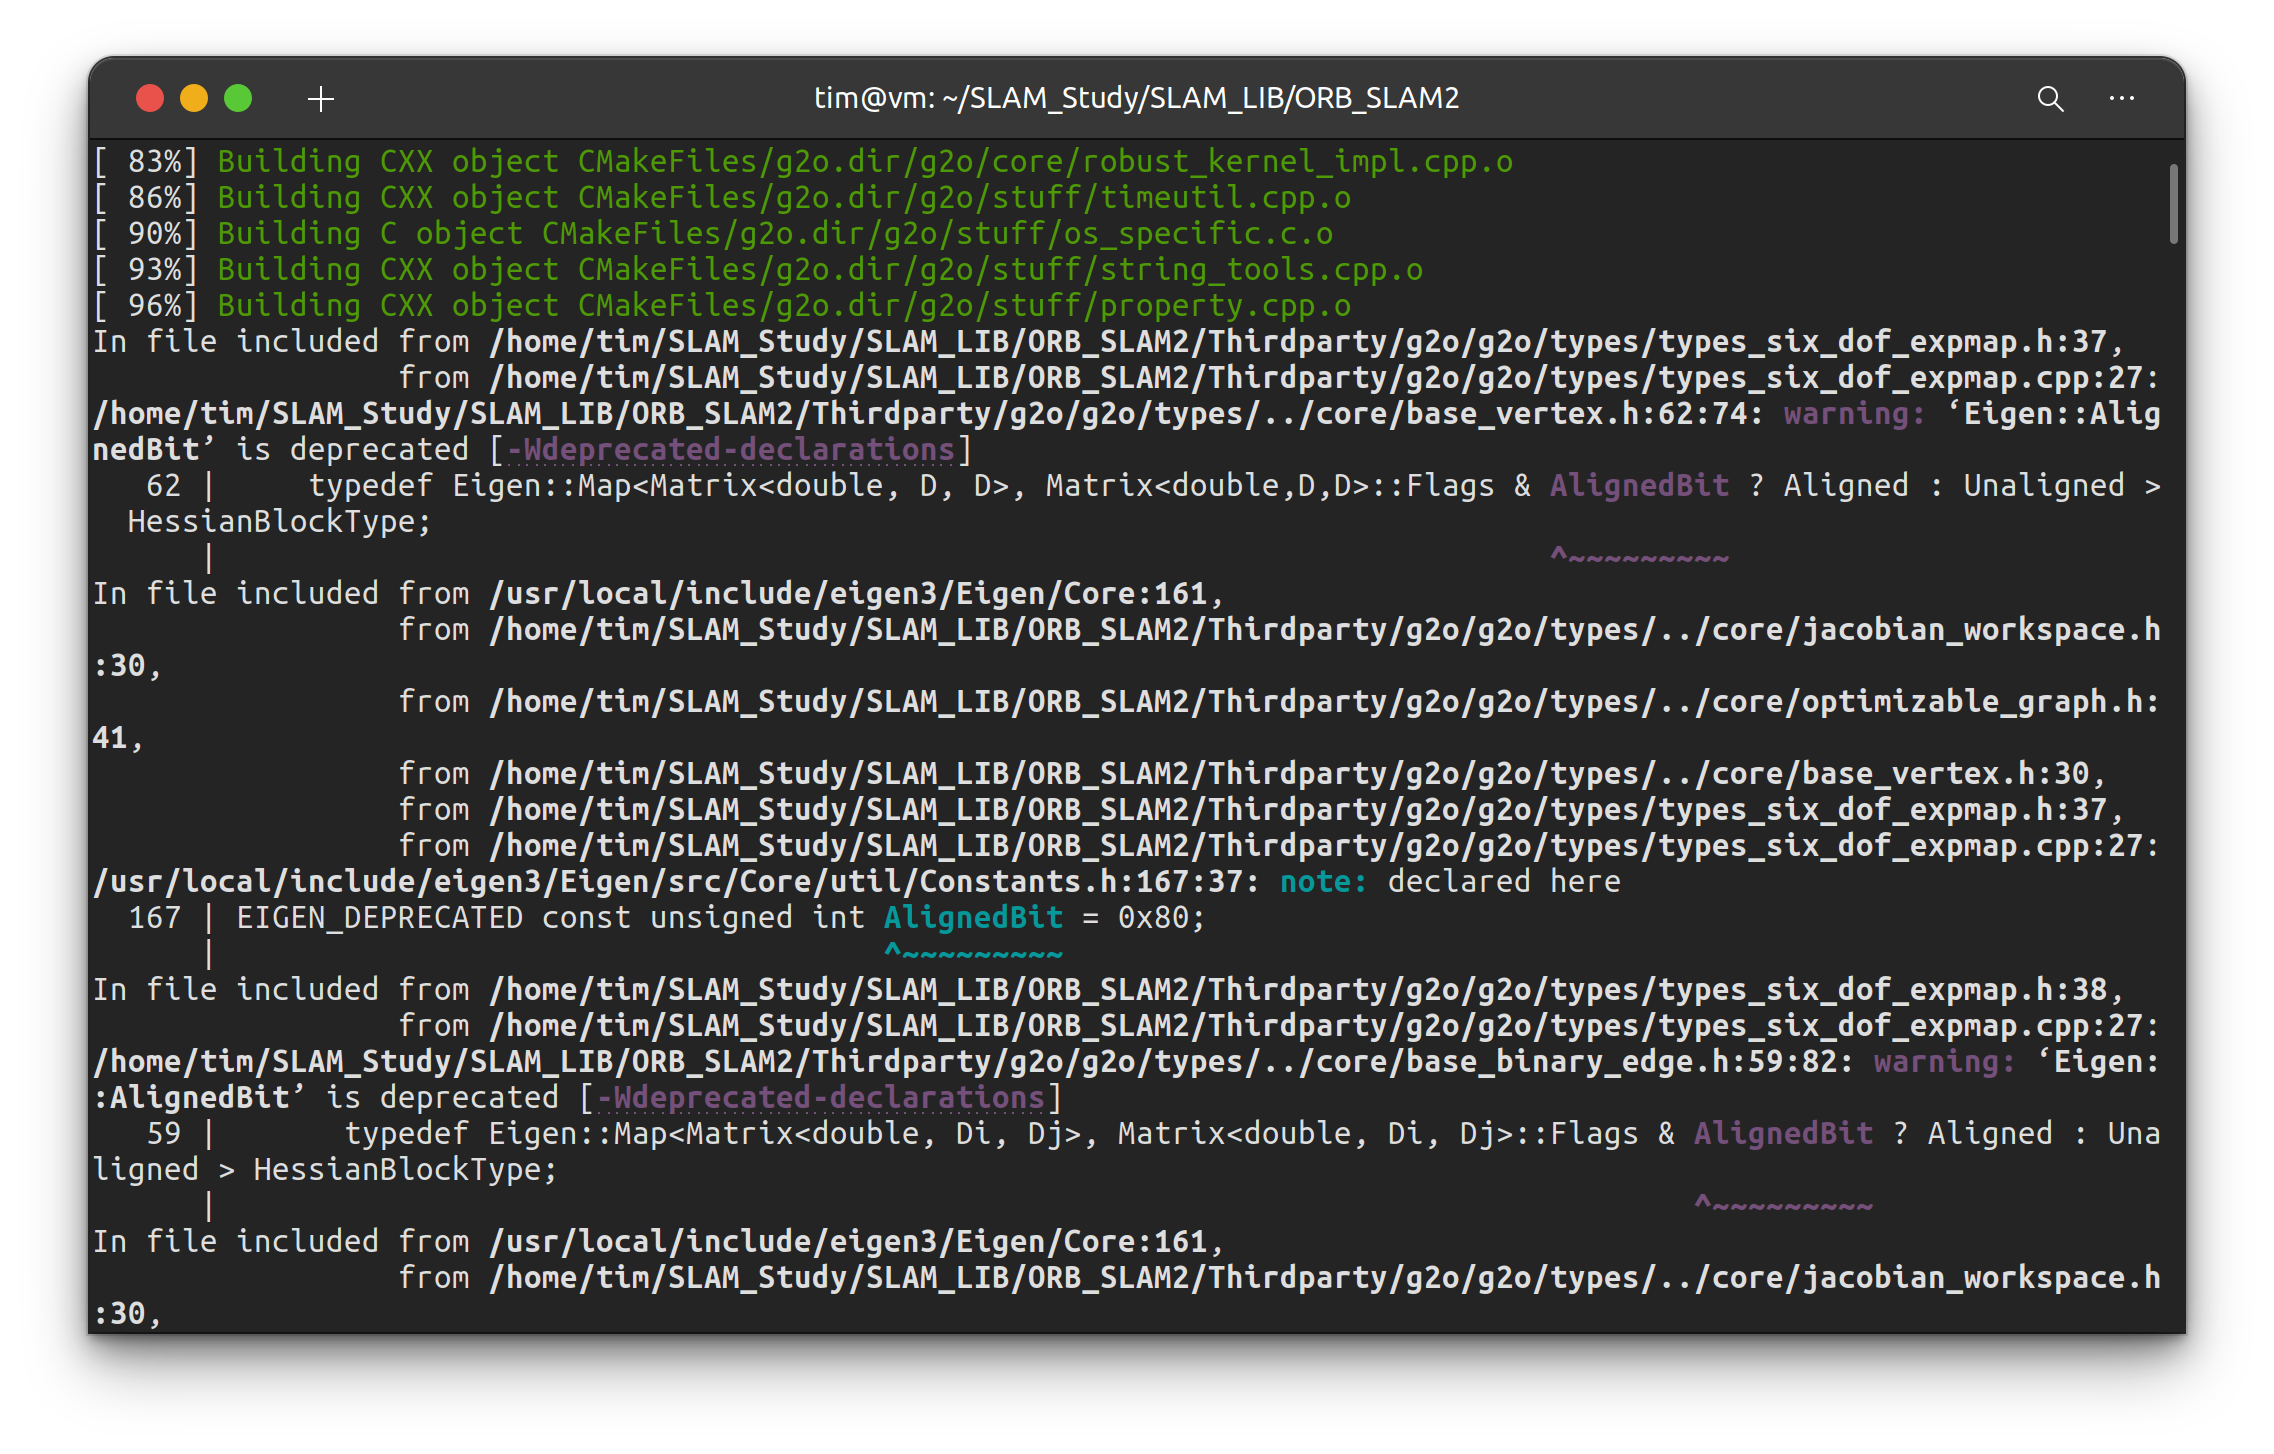 tim@vm: ~/SLAM_Study/SLAM_LIB/ORB_SLAM2
[ 83%] Building CXX object CMakeFiles/g2o.dir/g2o/core/robust_kernel_impl.cpp.o
[ 86%] Building CXX object CMakeFiles/g2o.dir/g2o/stuff/timeutil.cpp.o
[ 90%] Building C object CMakeFiles/g2o.dir/g2o/stuff/os_specific.c.o
[ 93%] Building CXX object CMakeFiles/g2o.dir/g2o/stuff/string_tools.cpp.o
[ 96%] Building CXX object CMakeFiles/g2o.dir/g2o/stuff/property.cpp.o
In file included from /home/tim/SLAM_Study/SLAM_LIB/ORB_SLAM2/Thirdparty/g2o/g2o/types/types_six_dof_expmap.h:37,
                 from /home/tim/SLAM_Study/SLAM_LIB/ORB_SLAM2/Thirdparty/g2o/g2o/types/types_six_dof_expmap.cpp:27:
/home/tim/SLAM_Study/SLAM_LIB/ORB_SLAM2/Thirdparty/g2o/g2o/types/../core/base_vertex.h:62:74: warning: ‘Eigen::Alig
nedBit’ is deprecated [-Wdeprecated-declarations]
   62 |     typedef Eigen::Map<Matrix<double, D, D>, Matrix<double,D,D>::Flags & AlignedBit ? Aligned : Unaligned >
  HessianBlockType;
      |                                                                          ^~~~~~~~~~
In file included from /usr/local/include/eigen3/Eigen/Core:161,
                 from /home/tim/SLAM_Study/SLAM_LIB/ORB_SLAM2/Thirdparty/g2o/g2o/types/../core/jacobian_workspace.h
:30,
                 from /home/tim/SLAM_Study/SLAM_LIB/ORB_SLAM2/Thirdparty/g2o/g2o/types/../core/optimizable_graph.h:
41,
                 from /home/tim/SLAM_Study/SLAM_LIB/ORB_SLAM2/Thirdparty/g2o/g2o/types/../core/base_vertex.h:30,
                 from /home/tim/SLAM_Study/SLAM_LIB/ORB_SLAM2/Thirdparty/g2o/g2o/types/types_six_dof_expmap.h:37,
                 from /home/tim/SLAM_Study/SLAM_LIB/ORB_SLAM2/Thirdparty/g2o/g2o/types/types_six_dof_expmap.cpp:27:
/usr/local/include/eigen3/Eigen/src/Core/util/Constants.h:167:37: note: declared here
  167 | EIGEN_DEPRECATED const unsigned int AlignedBit = 0x80;
      |                                     ^~~~~~~~~~
In file included from /home/tim/SLAM_Study/SLAM_LIB/ORB_SLAM2/Thirdparty/g2o/g2o/types/types_six_dof_expmap.h:38,
                 from /home/tim/SLAM_Study/SLAM_LIB/ORB_SLAM2/Thirdparty/g2o/g2o/types/types_six_dof_expmap.cpp:27:
/home/tim/SLAM_Study/SLAM_LIB/ORB_SLAM2/Thirdparty/g2o/g2o/types/../core/base_binary_edge.h:59:82: warning: ‘Eigen:
:AlignedBit’ is deprecated [-Wdeprecated-declarations]
   59 |       typedef Eigen::Map<Matrix<double, Di, Dj>, Matrix<double, Di, Dj>::Flags & AlignedBit ? Aligned : Una
ligned > HessianBlockType;
      |                                                                                  ^~~~~~~~~~
In file included from /usr/local/include/eigen3/Eigen/Core:161,
                 from /home/tim/SLAM_Study/SLAM_LIB/ORB_SLAM2/Thirdparty/g2o/g2o/types/../core/jacobian_workspace.h
:30,